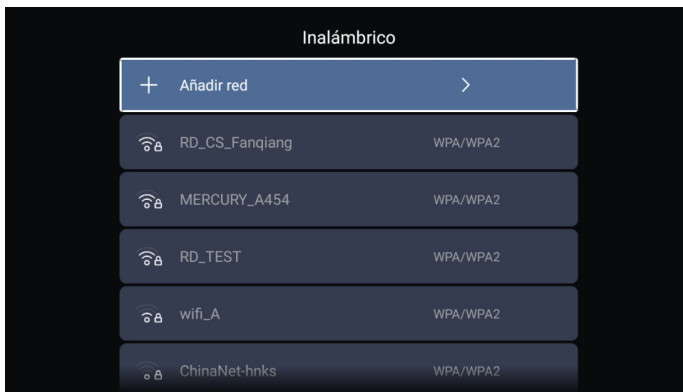 Inalámbrico
Añadir red
RD_CS_Fanqiang WPA/WPA2
MERCURY_A454 WPA/WPA2
RD_TEST WPA/WPA2
wifi_A WPA/WPA2
ChinaNet-hnks WPA/WPA2